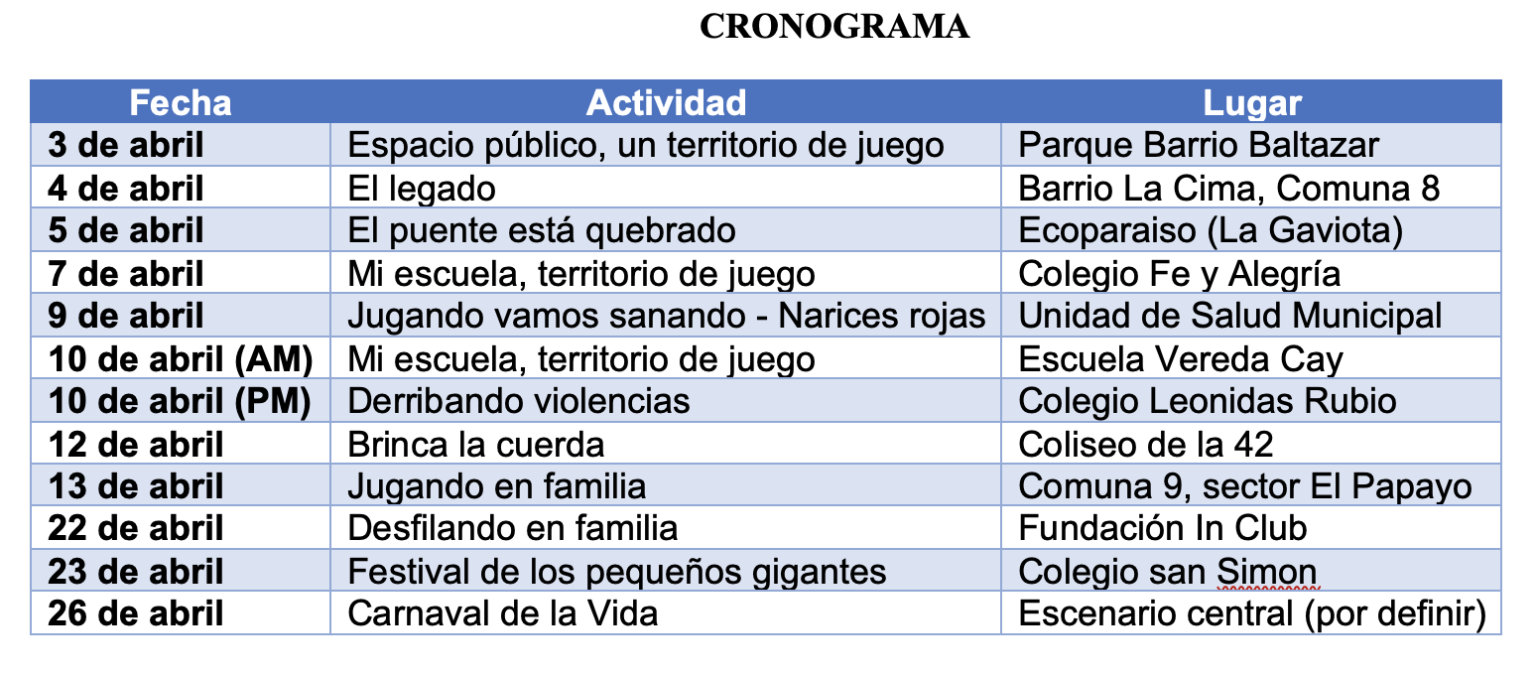 CRONOGRAMA
Fecha Actividad Lugar
3 de abril Espacio público, un territorio de juego Parque Barrio Baltazar
4 de abril El legado Barrio La Cima, Comuna 8
5 de abril El puente está quebrado Ecoparaiso (La Gaviota)
7 de abril Mi escuela, territorio de juego Colegio Fe y Alegría
9 de abril Jugando vamos sanando - Narices rojas Unidad de Salud Municipal
10 de abril (AM) Mi escuela, territorio de juego Escuela Vereda Cay
10 de abril (PM) Derribando violencias Colegio Leonidas Rubio
12 de abril Brinca la cuerda Coliseo de la 42
13 de abril Jugando en familia Comuna 9, sector El Papayo
22 de abril Desfilando en familia Fundación In Club
23 de abril Festival de los pequeños gigantes Colegio san Simon
26 de abril Carnaval de la Vida Escenario central (por definir)